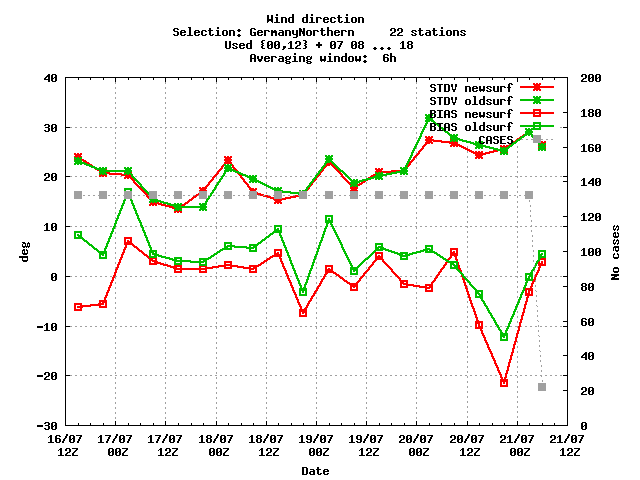 Wind direction
Selection: GermanyNorthern 22 stations
Used {00,12} + 07 08 ... 18
Averaging window: 6h
STDV newsurf
STDV oldsurf
BIAS newsurf
BIAS oldsurf
CASES
40
30
20
10
0
-10
-20
-30
deg
200
180
160
140
120
100
80
60
40
20
0
No cases
16/07 17/07 17/07 18/07 18/07 19/07 19/07 20/07 20/07 21/07 21/07
12Z 00Z 12Z 00Z 12Z 00Z 12Z 00Z 12Z 00Z 12Z
Date